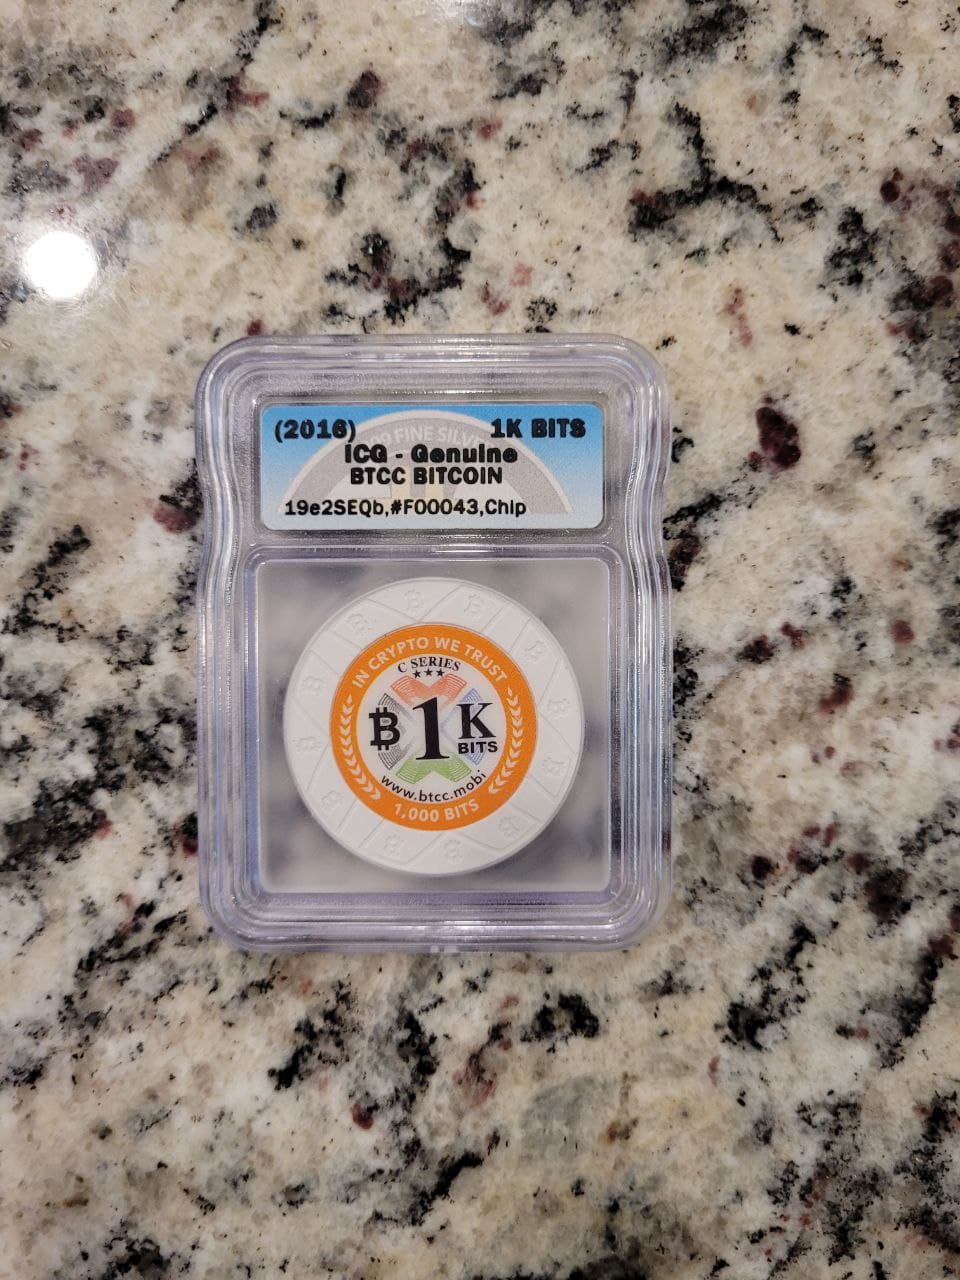 (2016) 1K BITS
ICG - Genuine
BTCC BITCOIN
19e2SEQb,#F00043,Chip
IN CRYPTO WE TRUST
C SERIES
★★★
₿ 1K
BITS
www.btcc.mobi
1,000 BITS